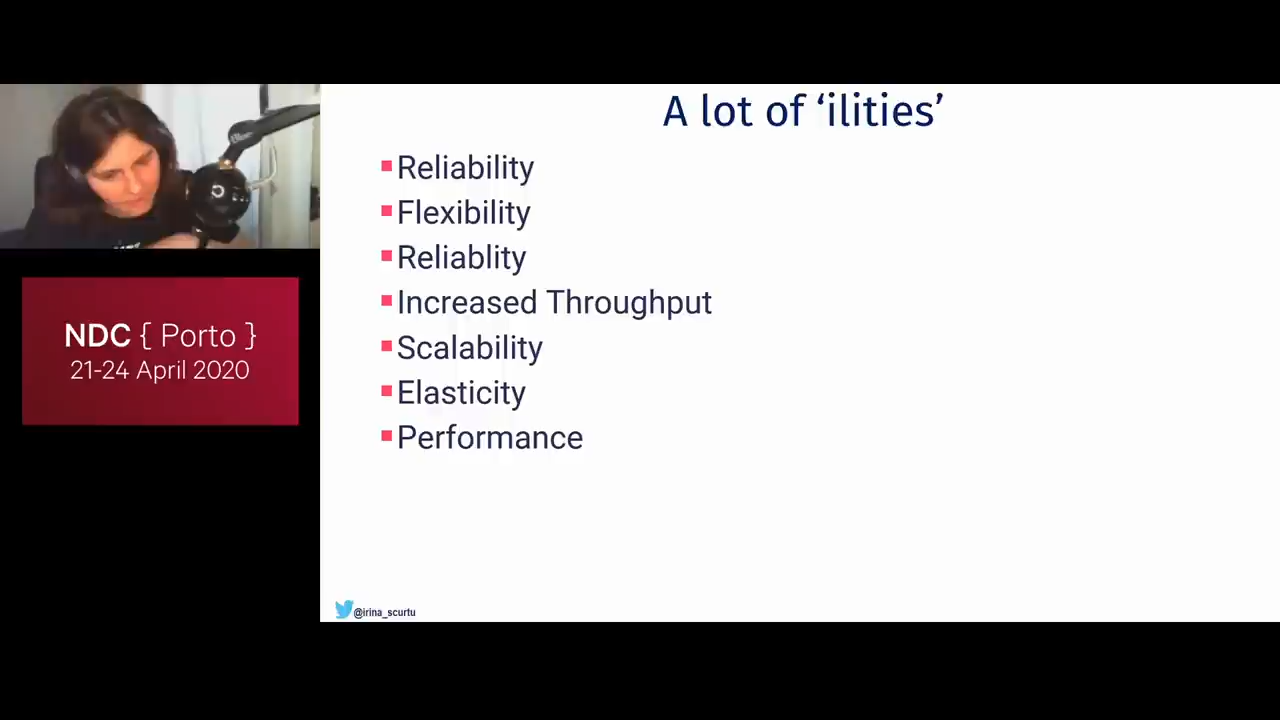 A lot of ‘ilities’
Reliability
Flexibility
Reliablity
Increased Throughput
Scalability
Elasticity
Performance
NDC { Porto }
21-24 April 2020
@irina_scurtu